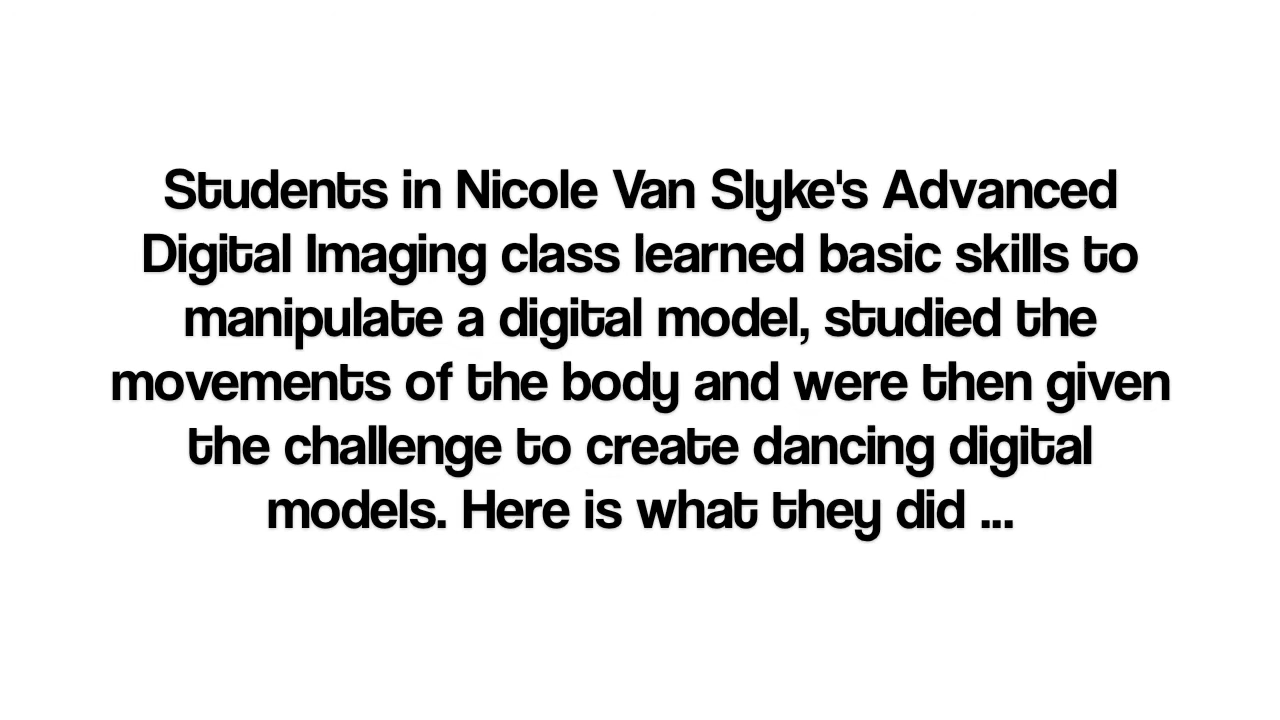 Students in Nicole Van Slyke's Advanced
Digital Imaging class learned basic skills to
manipulate a digital model, studied the
movements of the body and were then given
the challenge to create dancing digital
models. Here is what they did ...